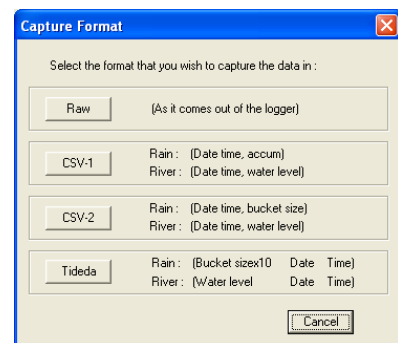 Capture Format
Select the format that you wish to capture the data in :
Raw (As it comes out of the logger)
CSV-1 Rain : (Date time, accum)
River : (Date time, water level)
CSV-2 Rain : (Date time, bucket size)
River : (Date time, water level)
Tideda Rain : (Bucket sizex10 Date Time)
River : (Water level Date Time)
Cancel